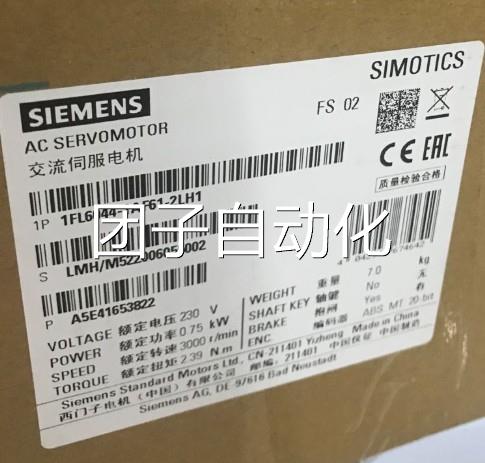 SIMOTICS
SIEMENS
FS 02
AC SERVOMOTOR
交流伺服电机
CE EAC
质量检验合格
1P
S
P A5E41653822
团子自动化
VOLTAGE 额定电压 230 V
POWER 额定功率 0.75 kW
SPEED 额定转速 3000 r/min
TORQUE 额定扭矩 2.39 N.m
WEIGHT 重量 7.0 kg
SHAFT KEY 轴键 Yes 无
BRAKE 抱闸 Yes 有
ENC. 编码器 ABS MT 20-bit
Siemens Standard Motors Ltd., CN-211401 Yizheng Made in China
西门子电机（中国）有限公司 邮编：211401 中国仪征 中国制造
Siemens AG, DE-97616 Bad Neustadt